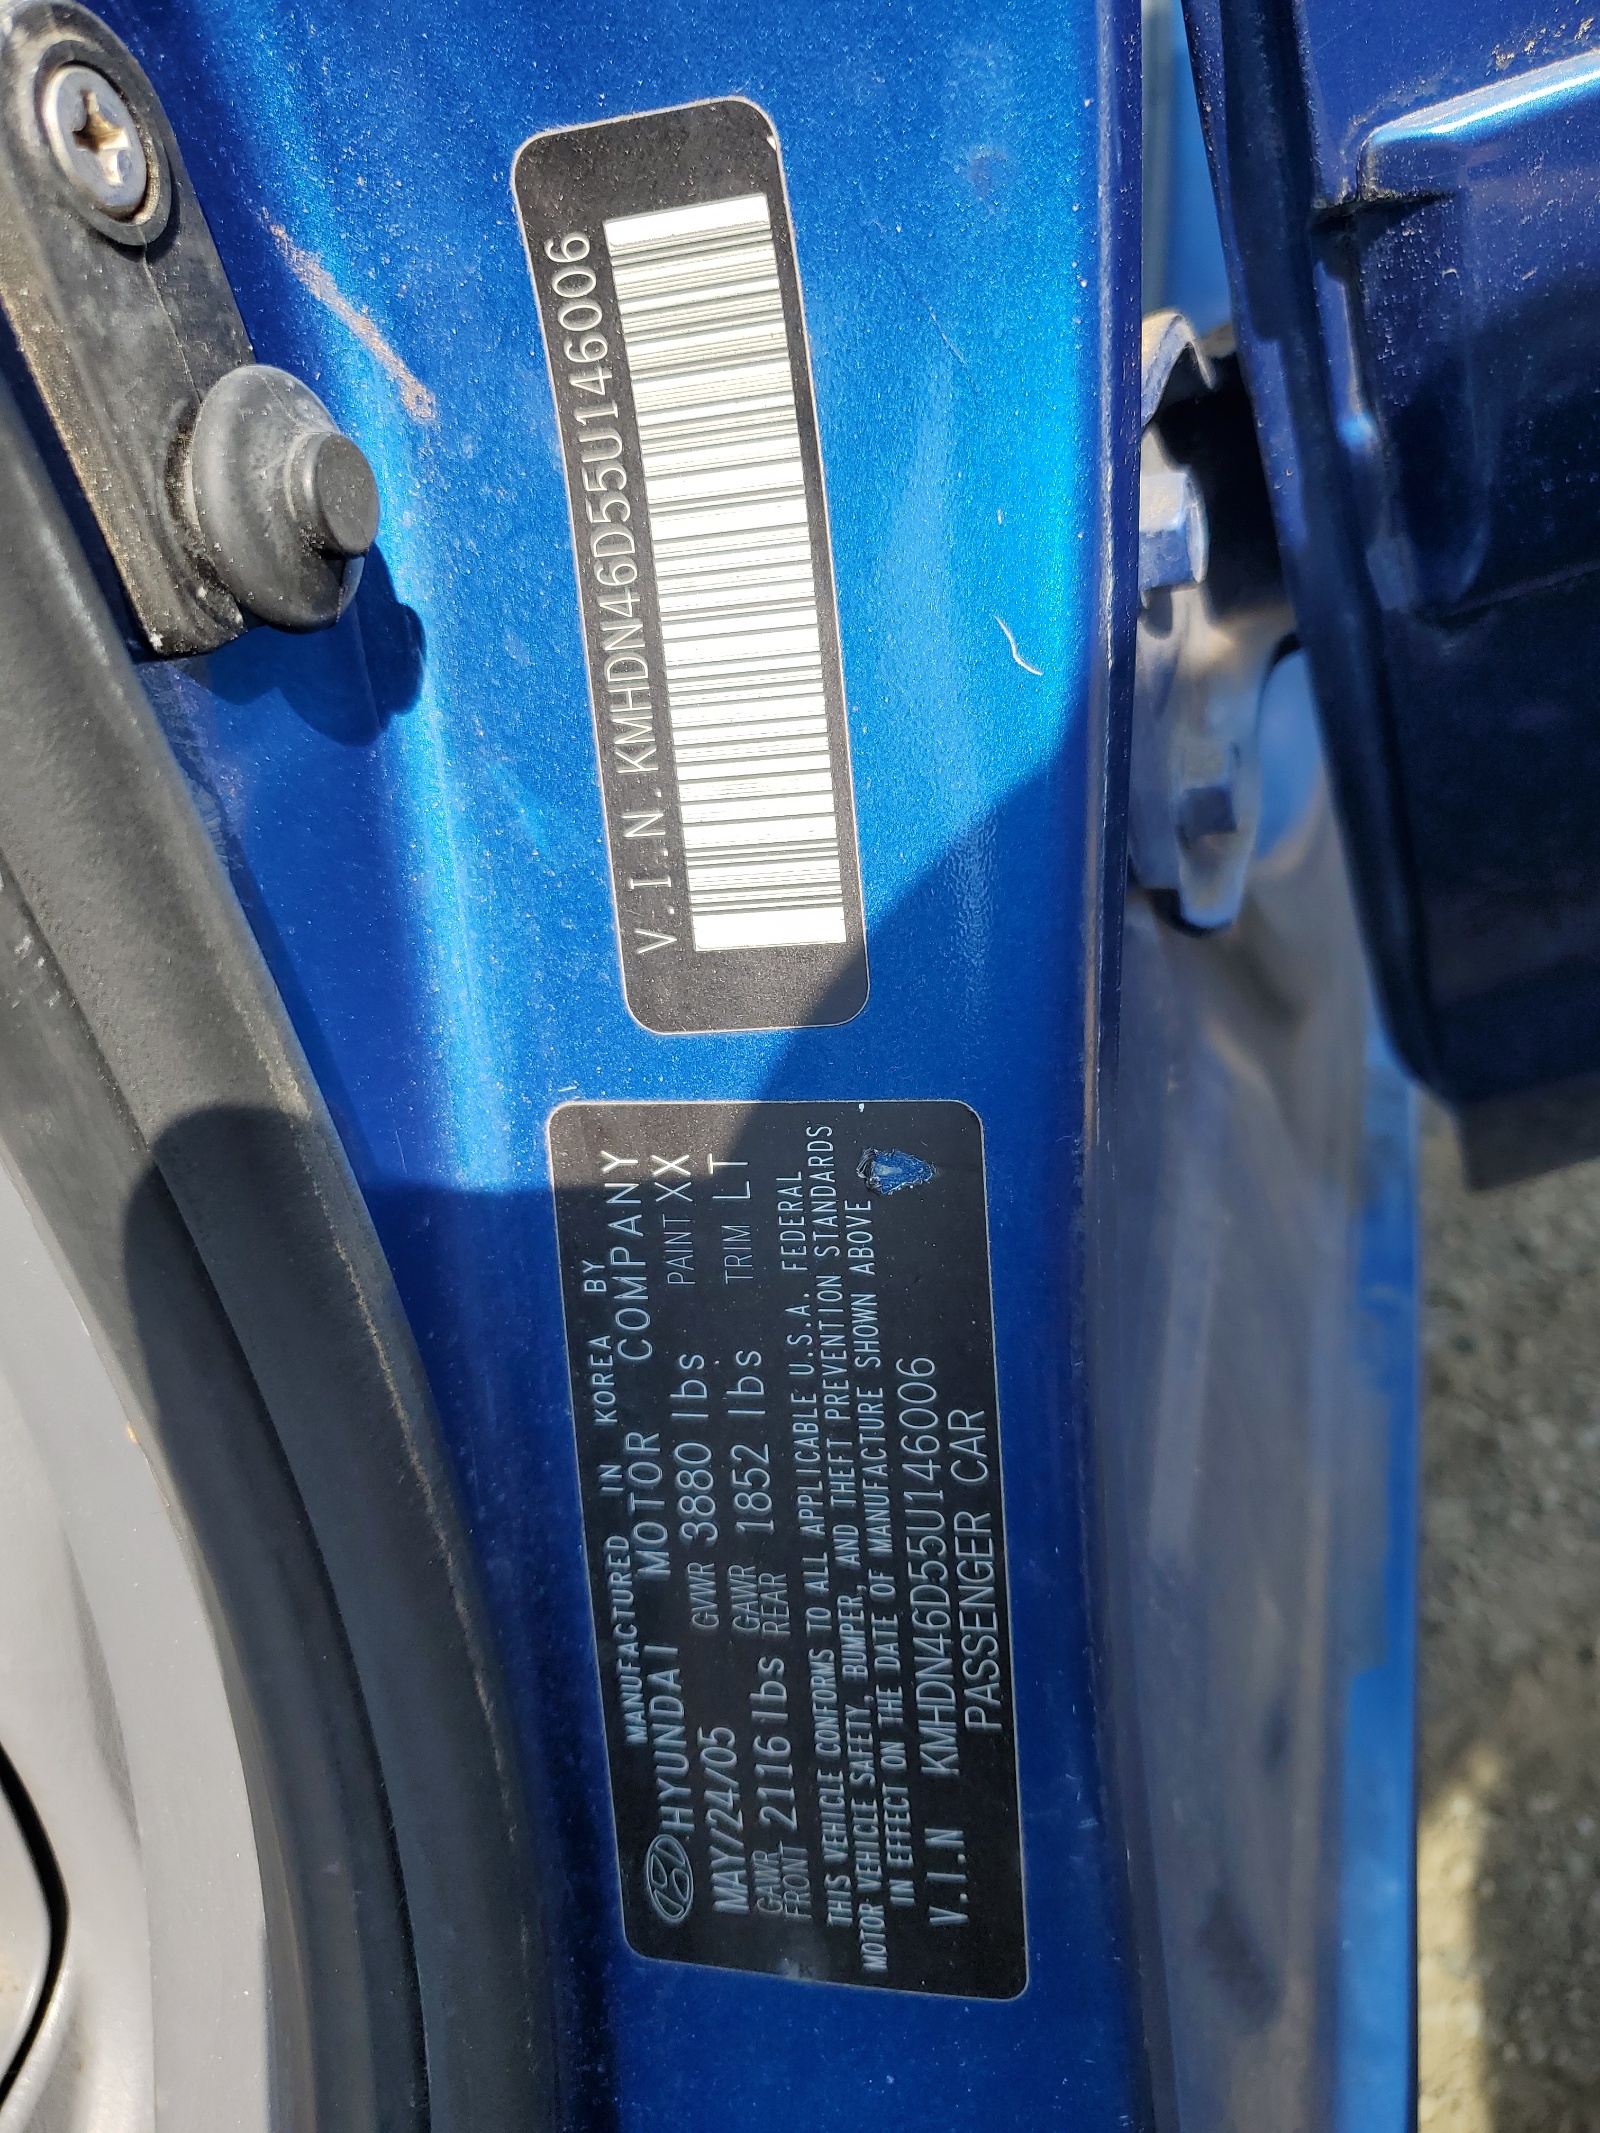 V.I.N.KMHDN46D55U146006
MANUFACTURED IN KOREA BY
HYUNDAI MOTOR COMPANY
MAY/24/05 GVWR 3880 lbs PAINT XX
GAWR FRONT 2116 lbs GAWR REAR 1852 lbs TRIM LT
THIS VEHICLE CONFORMS TO ALL APPLICABLE U.S.A. FEDERAL
MOTOR VEHICLE SAFETY, BUMPER, AND THEFT PREVENTION STANDARDS
IN EFFECT ON THE DATE OF MANUFACTURE SHOWN ABOVE
V.I.N KMHDN46D55U146006
PASSENGER CAR